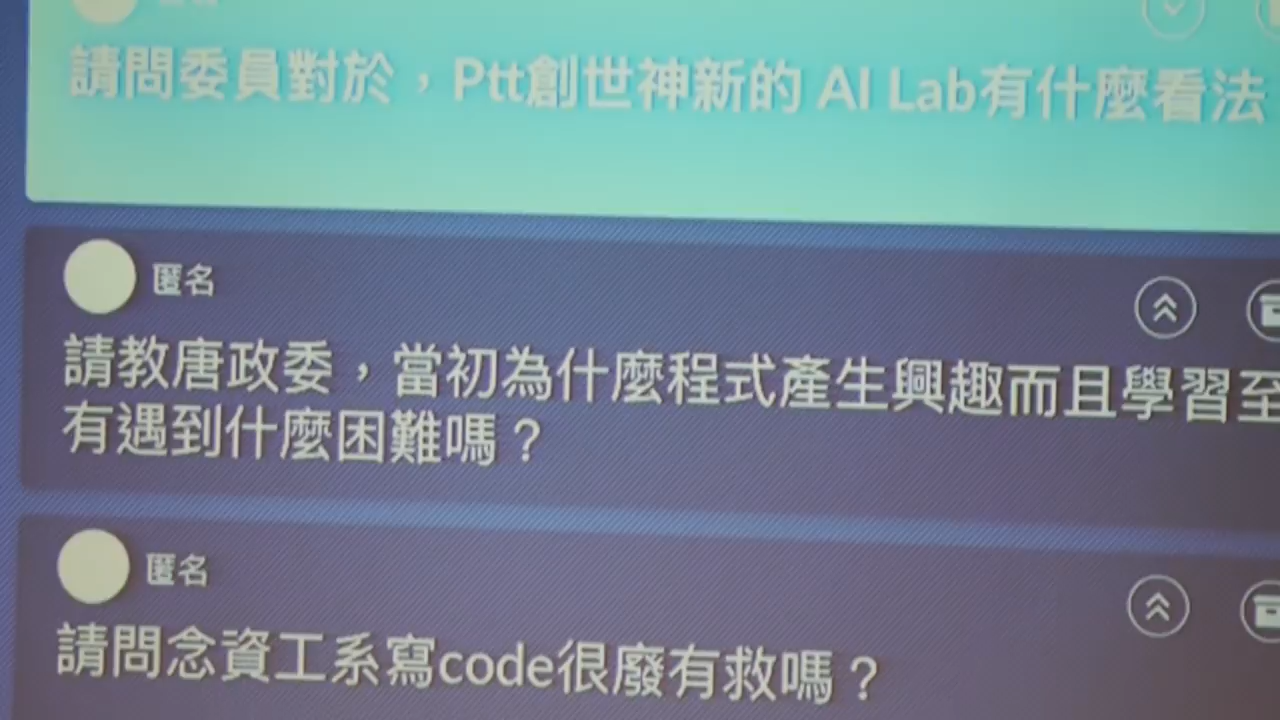 請問委員對於，Ptt創世神新的 AI Lab有什麼看法
匿名
請教唐政委，當初為什麼程式產生興趣而且學習至
有遇到什麼困難嗎？
匿名
請問念資工系寫code很廢有救嗎？